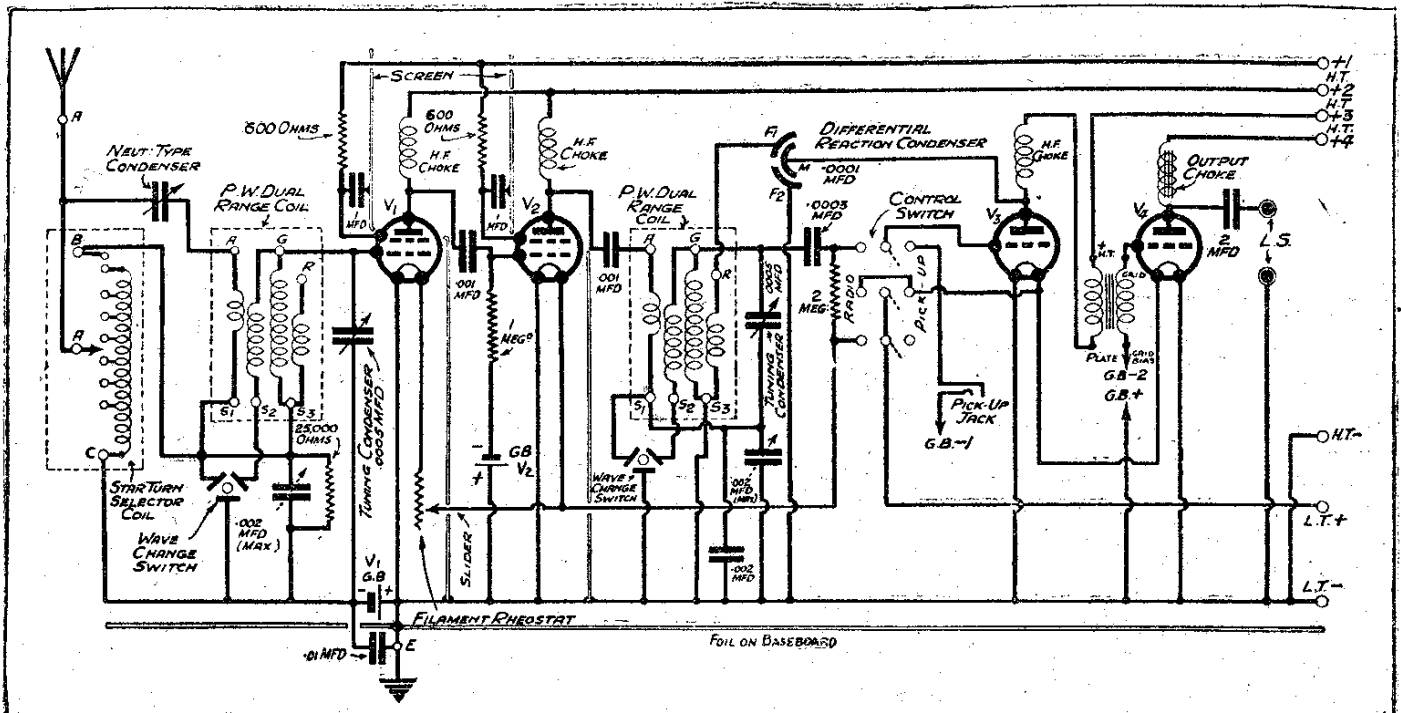 A
NEUT: TYPE
CONDENSER
P.W. DUAL
RANGE COIL
600 OHMS
SCREEN
600
OHMS
H.F.
CHOKE
H.F.
CHOKE
1
MFD
1
MFD
V1
V2
P.W. DUAL
RANGE COIL
F1
M
F2
DIFFERENTIAL
REACTION CONDENSER
.0001
MFD
.0003
MFD
CONTROL
SWITCH
V3
H.F.
CHOKE
V4
OUTPUT
CHOKE
2
MFD
L.S.
+1
H.T.
+2
H.T.
+3
H.T.
+4
B
A
C
A
G
R
S1
S2
S3
25,000
OHMS
STAR TURN
SELECTOR
COIL
WAVE
CHANGE
SWITCH
.002
MFD
(MAX)
TUNING CONDENSER
.0005 MFD
V1
G.B
-
+
.01 MFD
E
FILAMENT RHEOSTAT
SLIDER
.001
MFD
1
MEGᴰ
-
+
GB
V2
.001
MFD
A
G
R
S1
S2
S3
WAVE
CHANGE
SWITCH
.002
MFD
(MAX)
.002
MFD
TUNING
CONDENSER
.0005
MFD
2
MEG.
RADIO
PICK-UP
PICK-UP
JACK
G.B.-1
+
H.T.
GRID
PLATE
GRID
BIAS
G.B-2
G.B.+
H.T.-
L.T.+
L.T.-
FOIL ON BASEBOARD